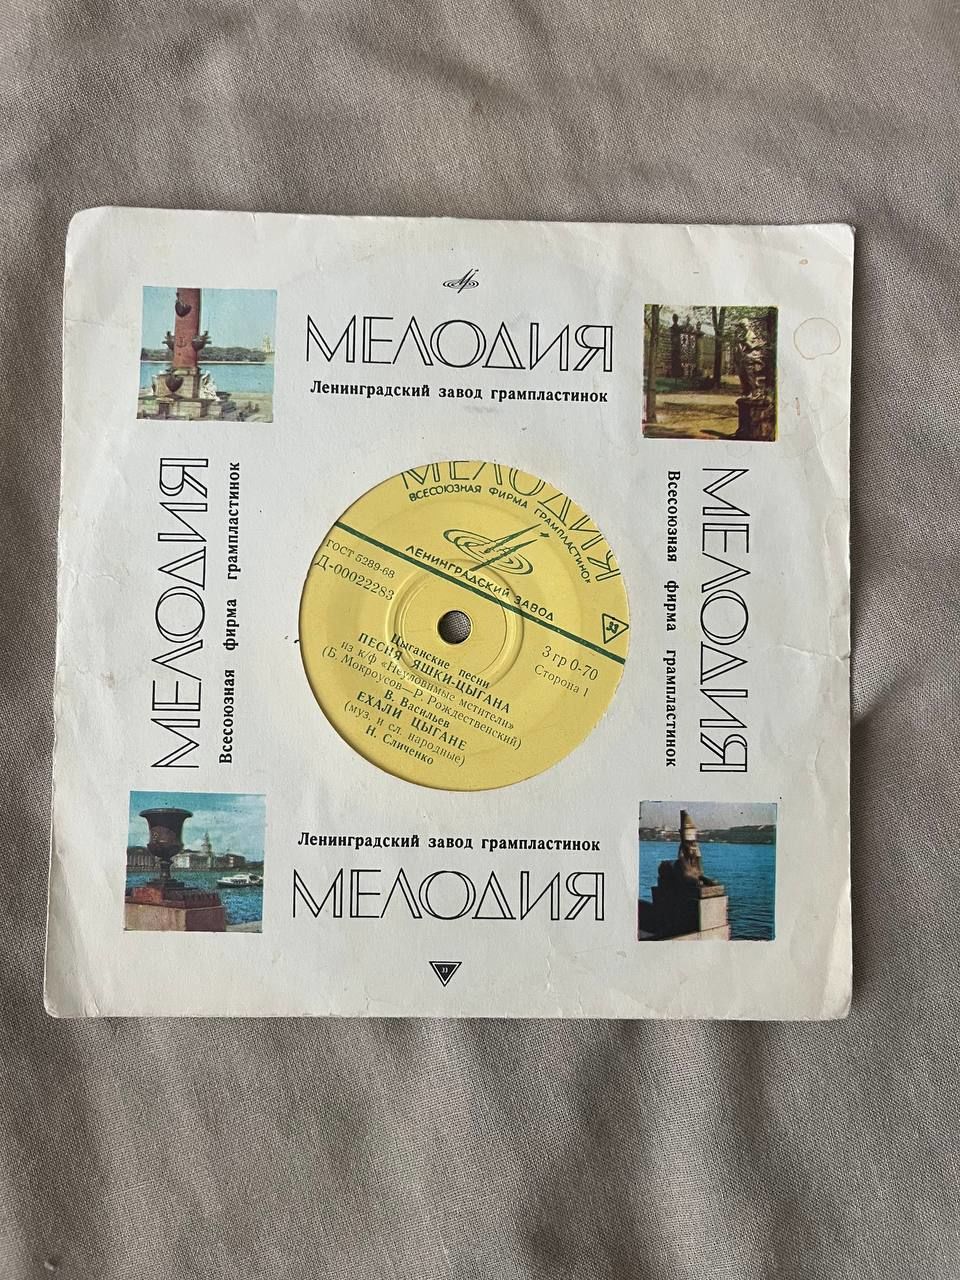 МЕЛОДИЯ
Ленинградский завод грампластинок
МЕЛОДИЯ
Всесоюзная фирма грампластинок
МЕЛОДИЯ
ВСЕСОЮЗНАЯ ФИРМА ГРАМПЛАСТИНОК
ЛЕНИНГРАДСКИЙ ЗАВОД
33
ГОСТ 5289-68
Д-00022283
3 гр 0-70
Сторона 1
Цыганские песни
ПЕСНЯ ЯШКИ-ЦЫГАНА
из к/ф «Неуловимые мстители»
(Б. Мокроусов—Р. Рождественский)
В. Васильев
ЕХАЛИ ЦЫГАНЕ
(муз. и сл. народные)
Н. Сличенко
МЕЛОДИЯ
Всесоюзная фирма грампластинок
Ленинградский завод грампластинок
МЕЛОДИЯ
33